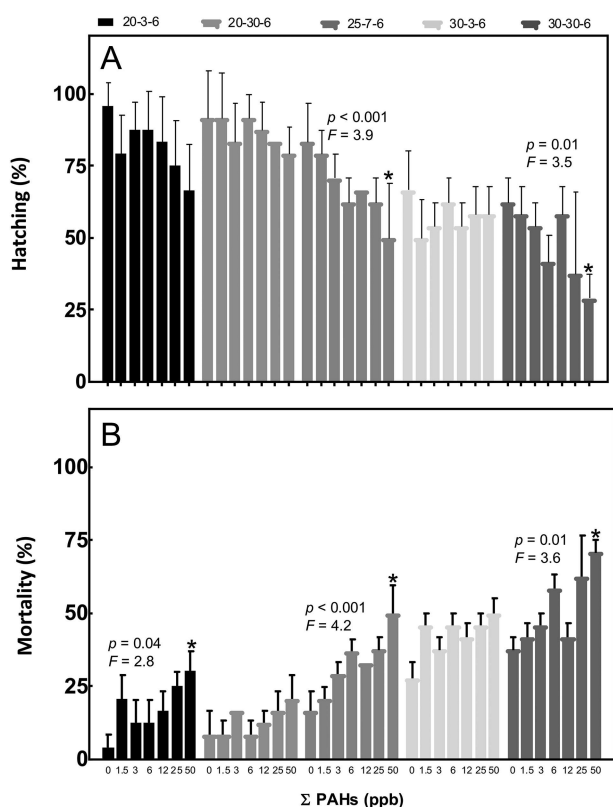 20-3-6 20-30-6 25-7-6 30-3-6 30-30-6
A
100
75
50
25
0
Hatching (%)
p < 0.001
F = 3.9
*
p = 0.01
F = 3.5
*
B
100
75
50
25
0
Mortality (%)
p = 0.04
F = 2.8
*
p < 0.001
F = 4.2
*
p = 0.01
F = 3.6
*
0 1.5 3 6 12 25 50 0 1.5 3 6 12 25 50 0 1.5 3 6 12 25 50 0 1.5 3 6 12 25 50 0 1.5 3 6 12 25 50
Σ PAHs (ppb)